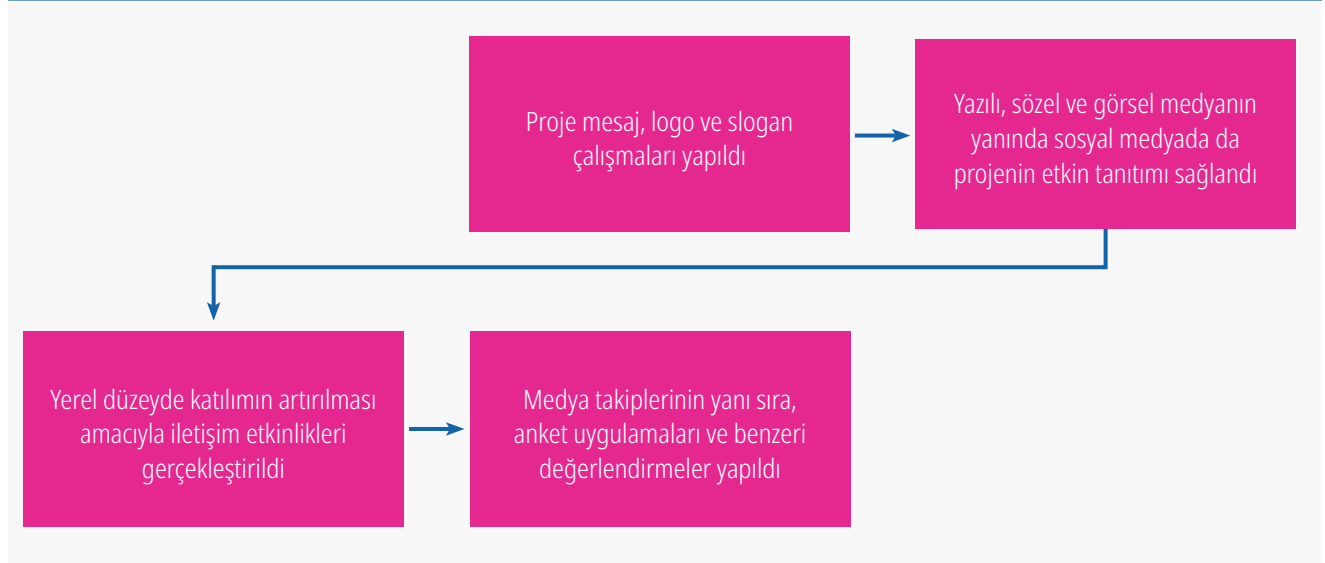 Proje mesaj, logo ve slogan
çalışmaları yapıldı
Yazılı, sözel ve görsel medyanın
yanında sosyal medyada da
projenin etkin tanıtımı sağlandı
Yerel düzeyde katılımın artırılması
amacıyla iletişim etkinlikleri
gerçekleştirildi
Medya takiplerinin yanı sıra,
anket uygulamaları ve benzeri
değerlendirmeler yapıldı